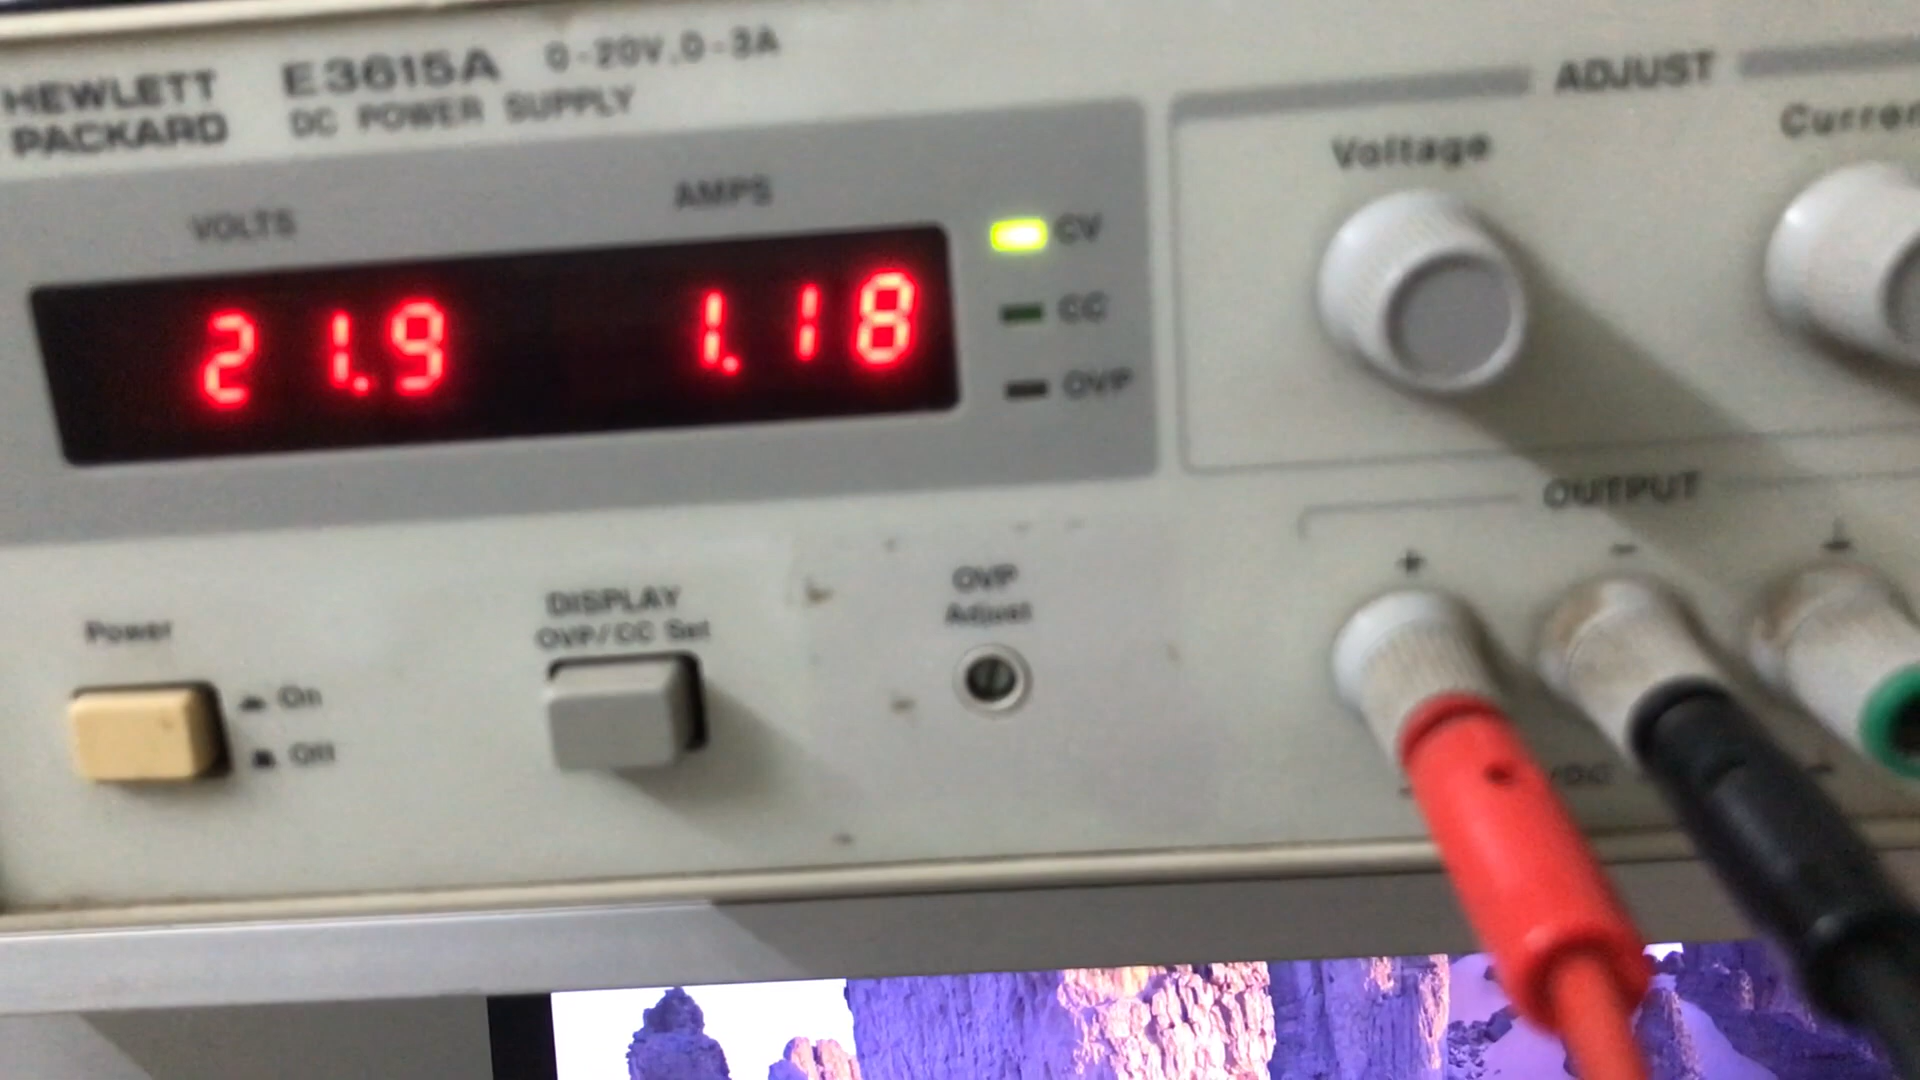 HEWLETT
PACKARD
E3615A 0-20V,0-3A
DC POWER SUPPLY
VOLTS
AMPS
21.9
1.18
CV
CC
OVP
ADJUST
Voltage
Curren
OUTPUT
+
-
Power
On
Off
DISPLAY
OVP/CC Set
OVP
Adjust